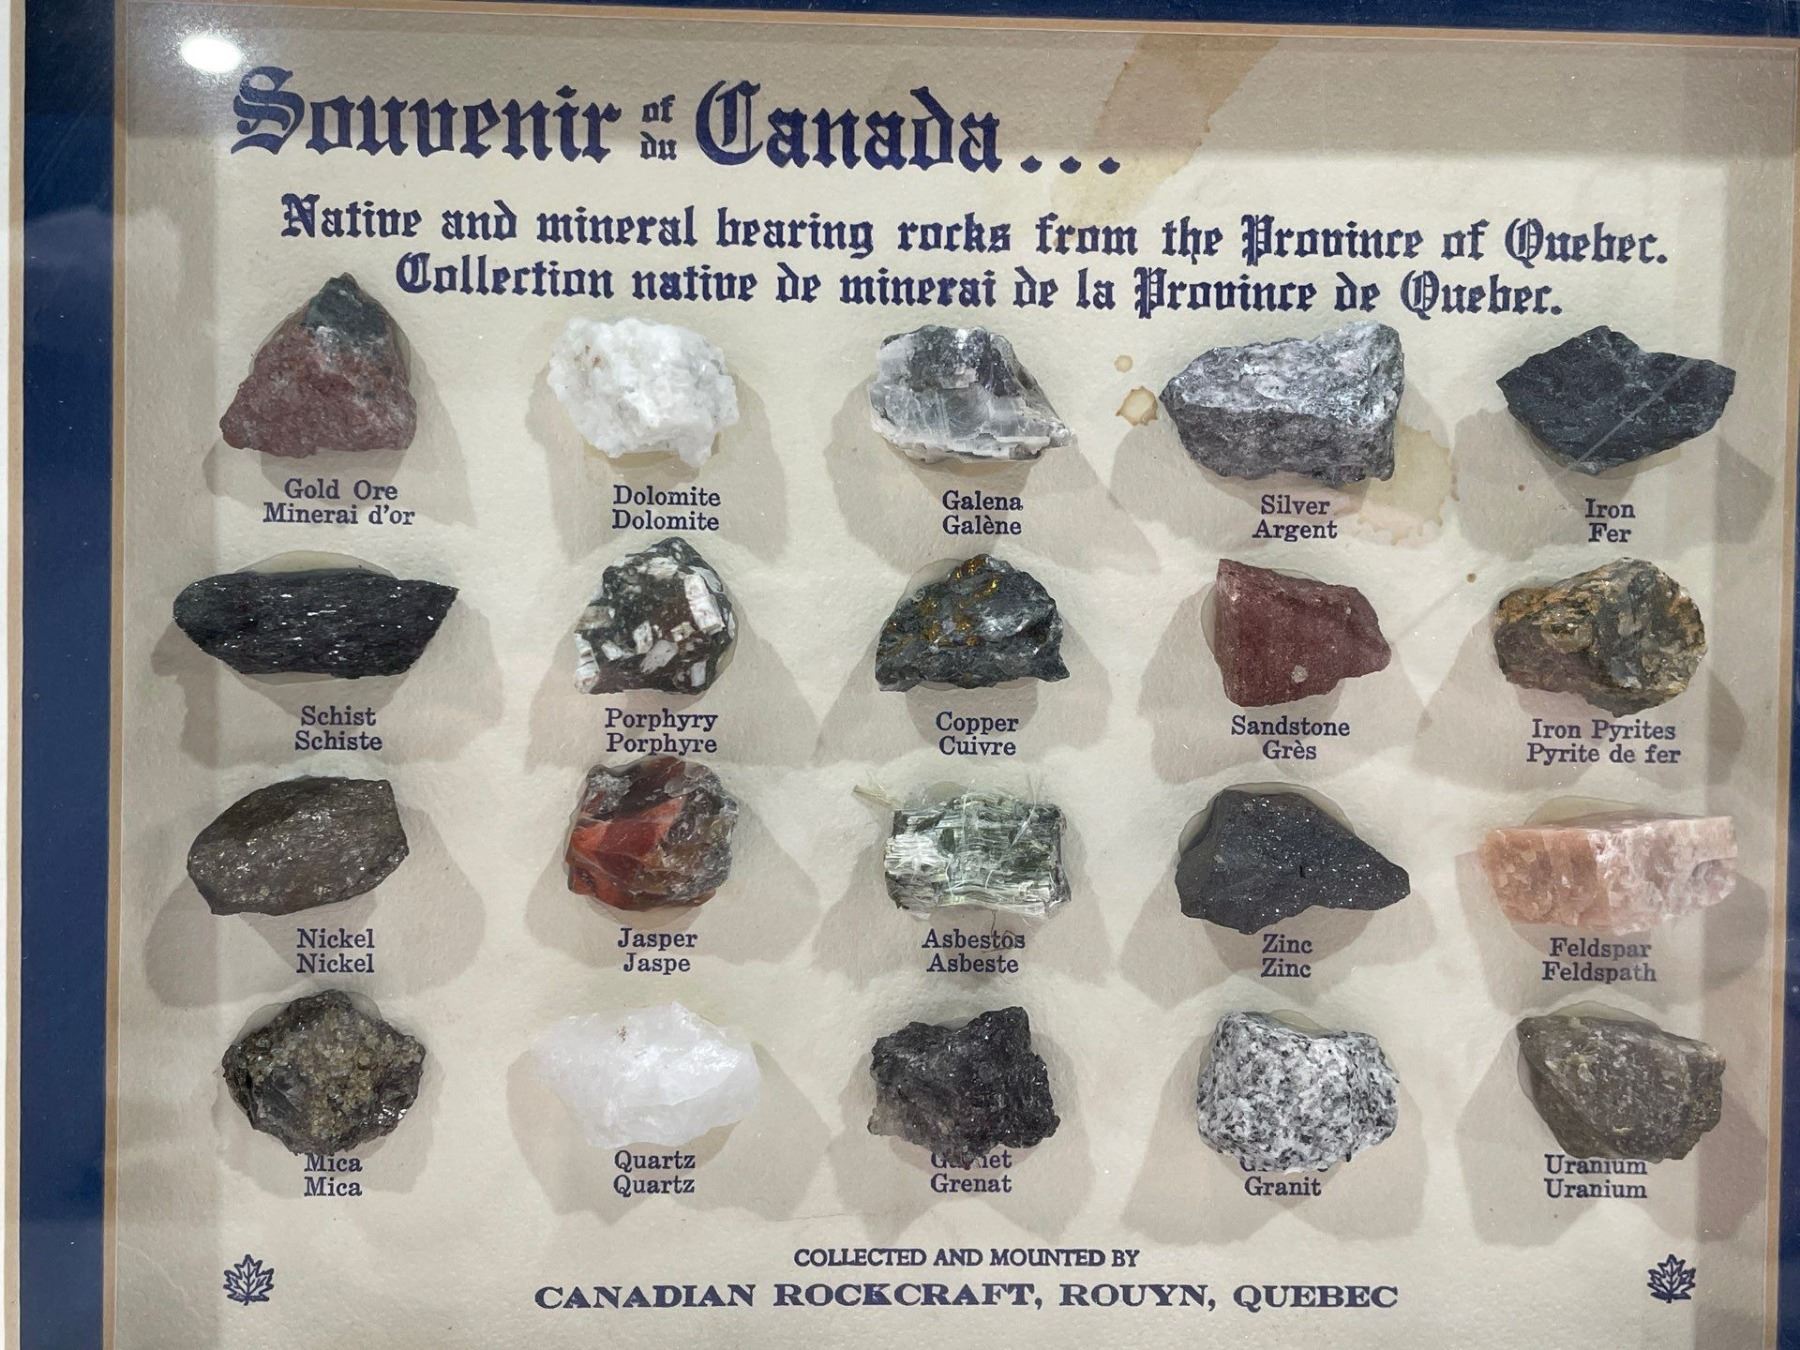 Souvenir of du Canada...
Native and mineral bearing rocks from the Province of Quebec.
Collection native de minerai de la Province de Quebec.
Gold Ore
Minerai d'or
Dolomite
Dolomite
Galena
Galène
Silver
Argent
Iron
Fer
Schist
Schiste
Porphyry
Porphyre
Copper
Cuivre
Sandstone
Grès
Iron Pyrites
Pyrite de fer
Nickel
Nickel
Jasper
Jaspe
Asbestos
Asbeste
Zinc
Zinc
Feldspar
Feldspath
Mica
Mica
Quartz
Quartz
Grenat
Granit
Uranium
Uranium
COLLECTED AND MOUNTED BY
CANADIAN ROCKCRAFT, ROUYN, QUEBEC